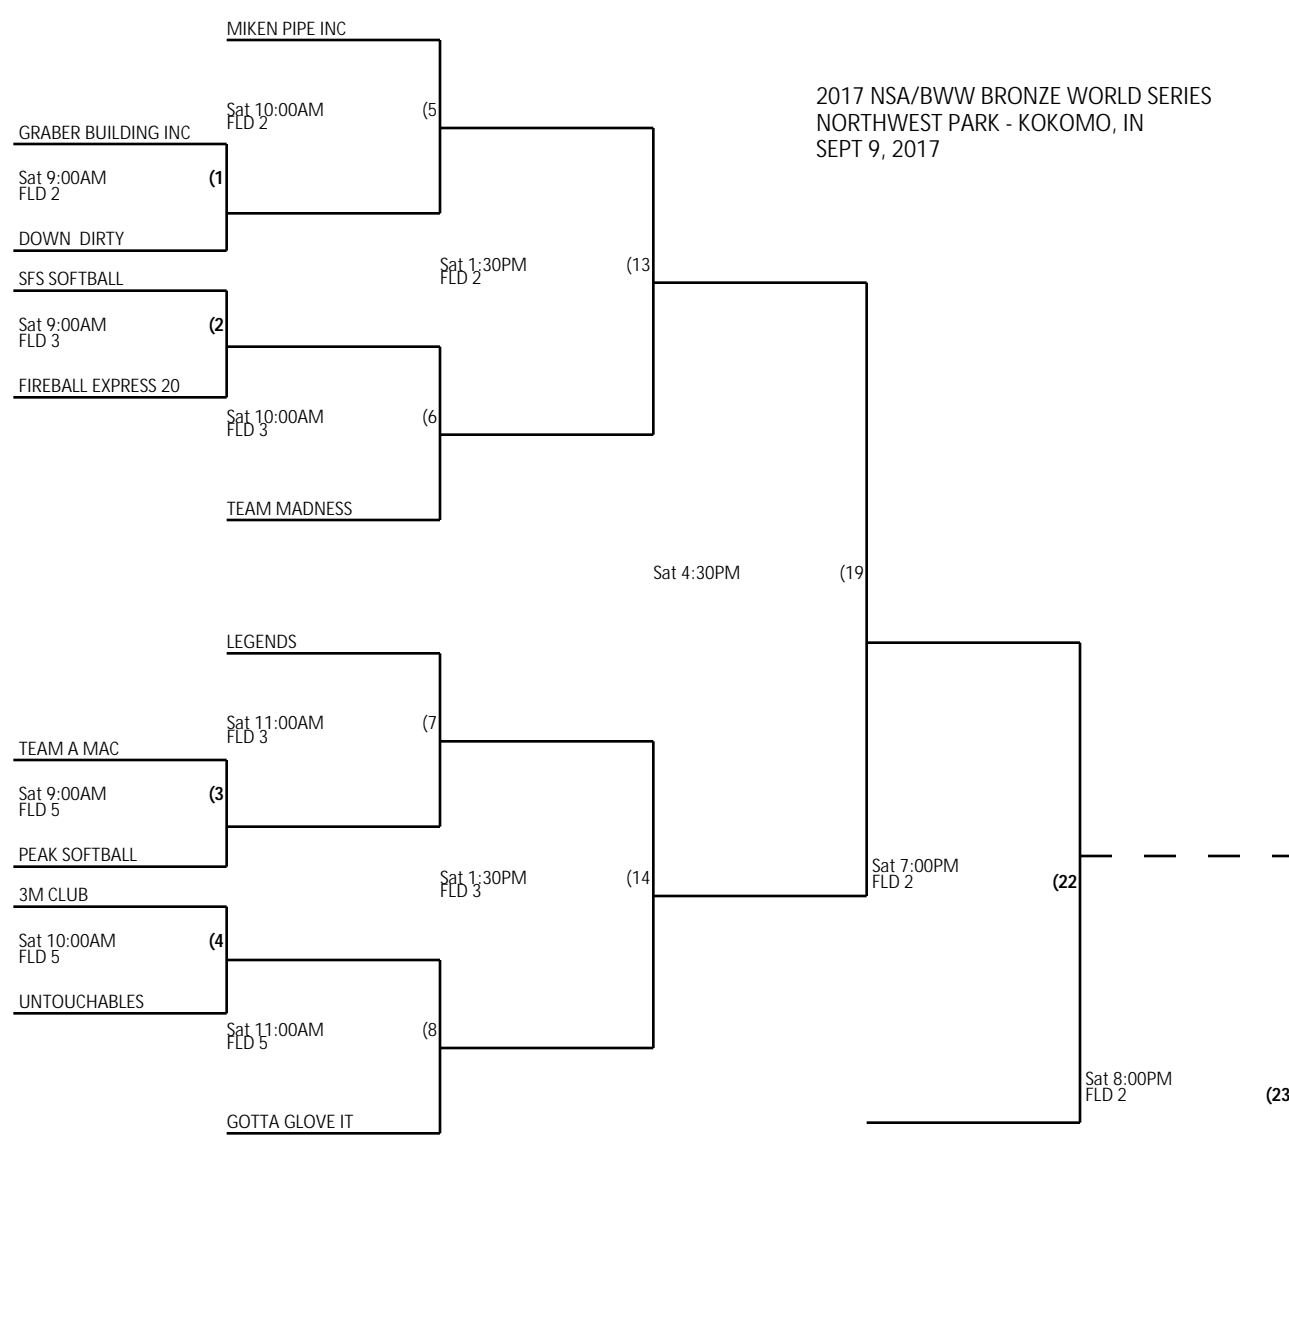 MIKEN PIPE INC
2017 NSA/BWW BRONZE WORLD SERIES
NORTHWEST PARK - KOKOMO, IN
SEPT 9, 2017
Sat 10:00AM (5
FLD 2
GRABER BUILDING INC
Sat 9:00AM (1
FLD 2
DOWN DIRTY
Sat 1:30PM (13
FLD 2
SFS SOFTBALL
Sat 9:00AM (2
FLD 3
FIREBALL EXPRESS 20
Sat 10:00AM (6
FLD 3
TEAM MADNESS
Sat 4:30PM (19
LEGENDS
Sat 11:00AM (7
FLD 3
TEAM A MAC
Sat 9:00AM (3
FLD 5
PEAK SOFTBALL
Sat 1:30PM (14
FLD 3
Sat 7:00PM
FLD 2 (22
3M CLUB
Sat 10:00AM (4
FLD 5
UNTOUCHABLES
Sat 11:00AM (8
FLD 5
Sat 8:00PM
FLD 2 (23
GOTTA GLOVE IT